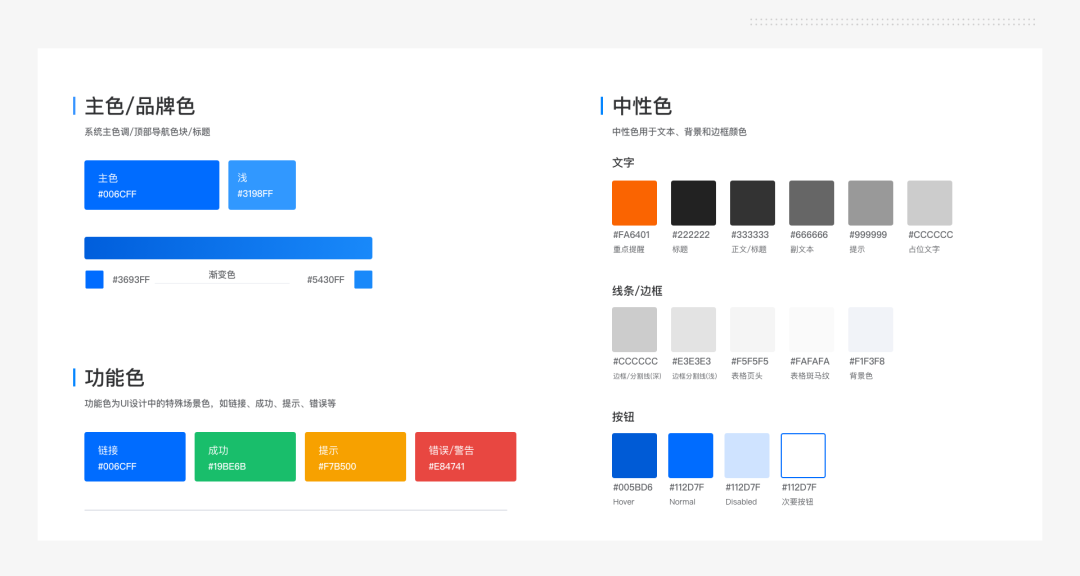 主色/品牌色
系统主色调/顶部导航色块/标题
主色
#006CFF
浅
#3198FF
#3693FF
渐变色
#5430FF
功能色
功能色为UI设计中的特殊场景色，如链接、成功、提示、错误等
链接
#006CFF
成功
#19BE6B
提示
#F7B500
错误/警告
#E84741
中性色
中性色用于文本、背景和边框颜色
文字
#FA6401 #222222 #333333 #666666 #999999 #CCCCCC
重点提醒 标题 正文/标题 副文本 提示 占位文字
线条/边框
#CCCCCC #E3E3E3 #F5F5F5 #FAFAFA #F1F3F8
边框/分割线(深) 边框分割线(浅) 表格页头 表格斑马纹 背景色
按钮
#005BD6 #112D7F #112D7F #112D7F
Hover Normal Disabled 次要按钮